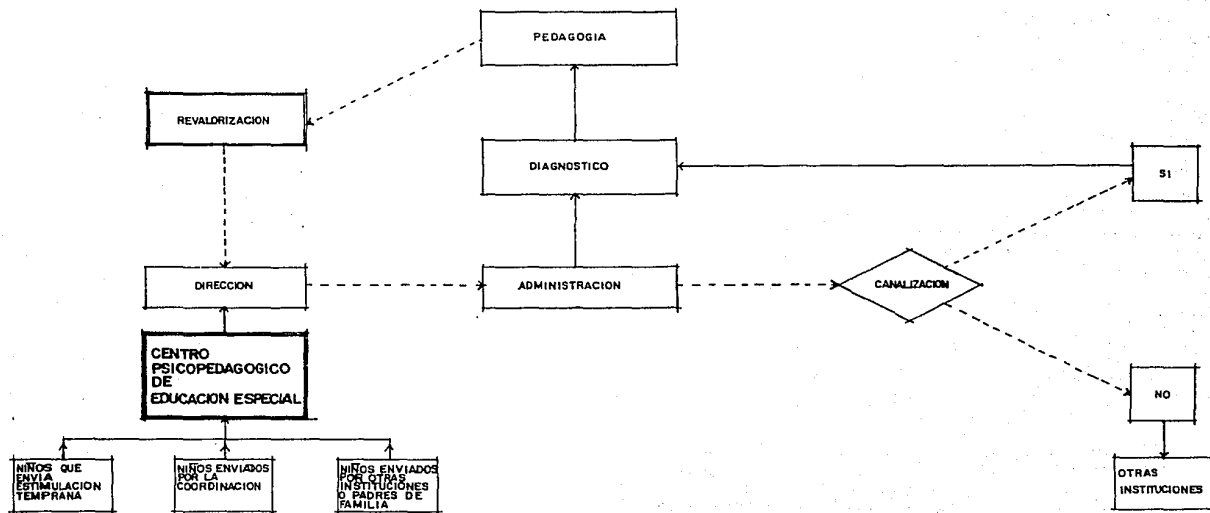 PEDAGOGIA
REVALORIZACION
DIAGNOSTICO
SI
DIRECCION
ADMINISTRACION
CANALIZACION
CENTRO
PSICOPEDAGOGICO
DE
EDUCACION ESPECIAL
NO
NIÑOS QUE
ENVIA
ESTIMULACION
TEMPRANA
NIÑOS ENVIADOS
POR LA
COORDINACION
NIÑOS ENVIADOS
POR OTRAS
INSTITUCIONES
O PADRES DE
FAMILIA
OTRAS
INSTITUCIONES